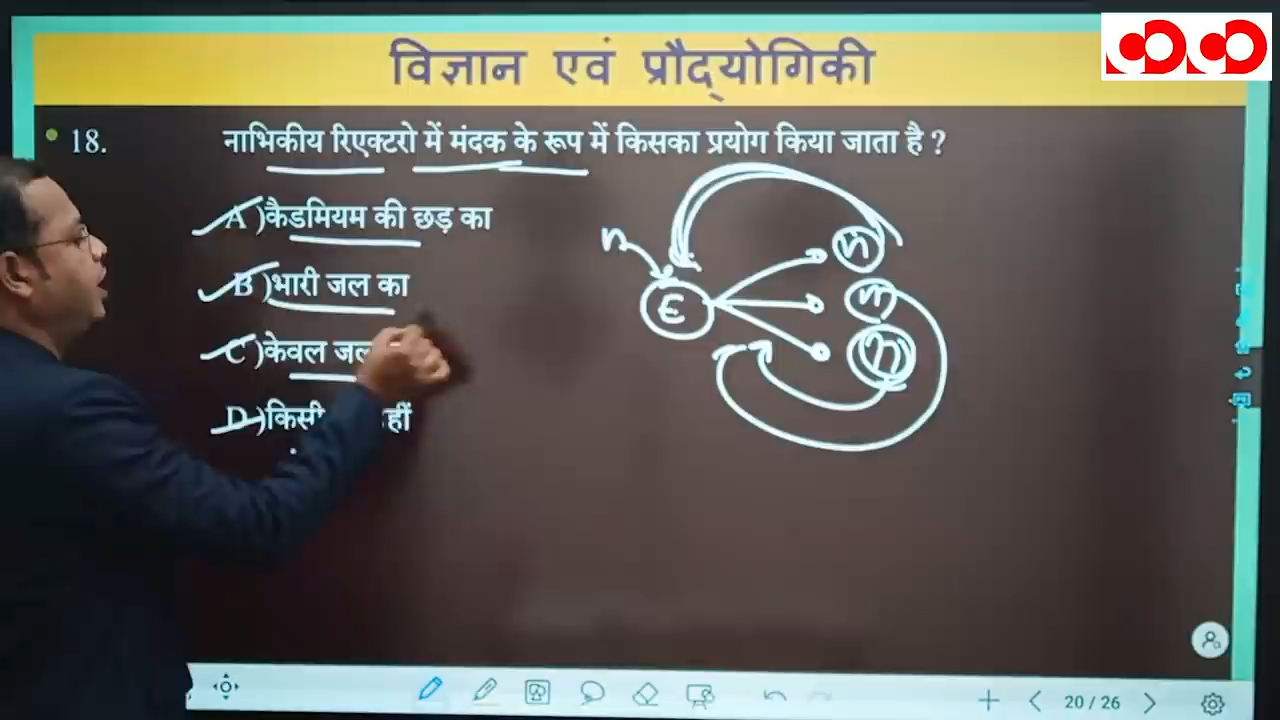 विज्ञान एवं प्रौद्योगिकी
18. नाभिकीय रिएक्टरो में मंदक के रूप में किसका प्रयोग किया जाता है ?
A )कैडमियम की छड़ का
B )भारी जल का
C )केवल जल
D )किसी
n
E
n
n
n
20 / 26